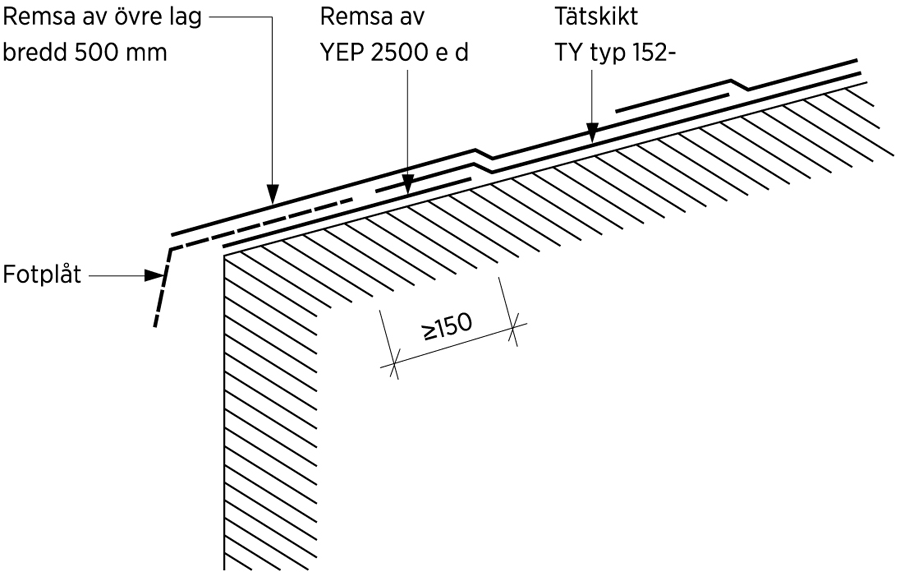 Remsa av övre lag
bredd 500 mm
Remsa av
YEP 2500 e d
Tätskikt
TY typ 152-
Fotplåt
≥150